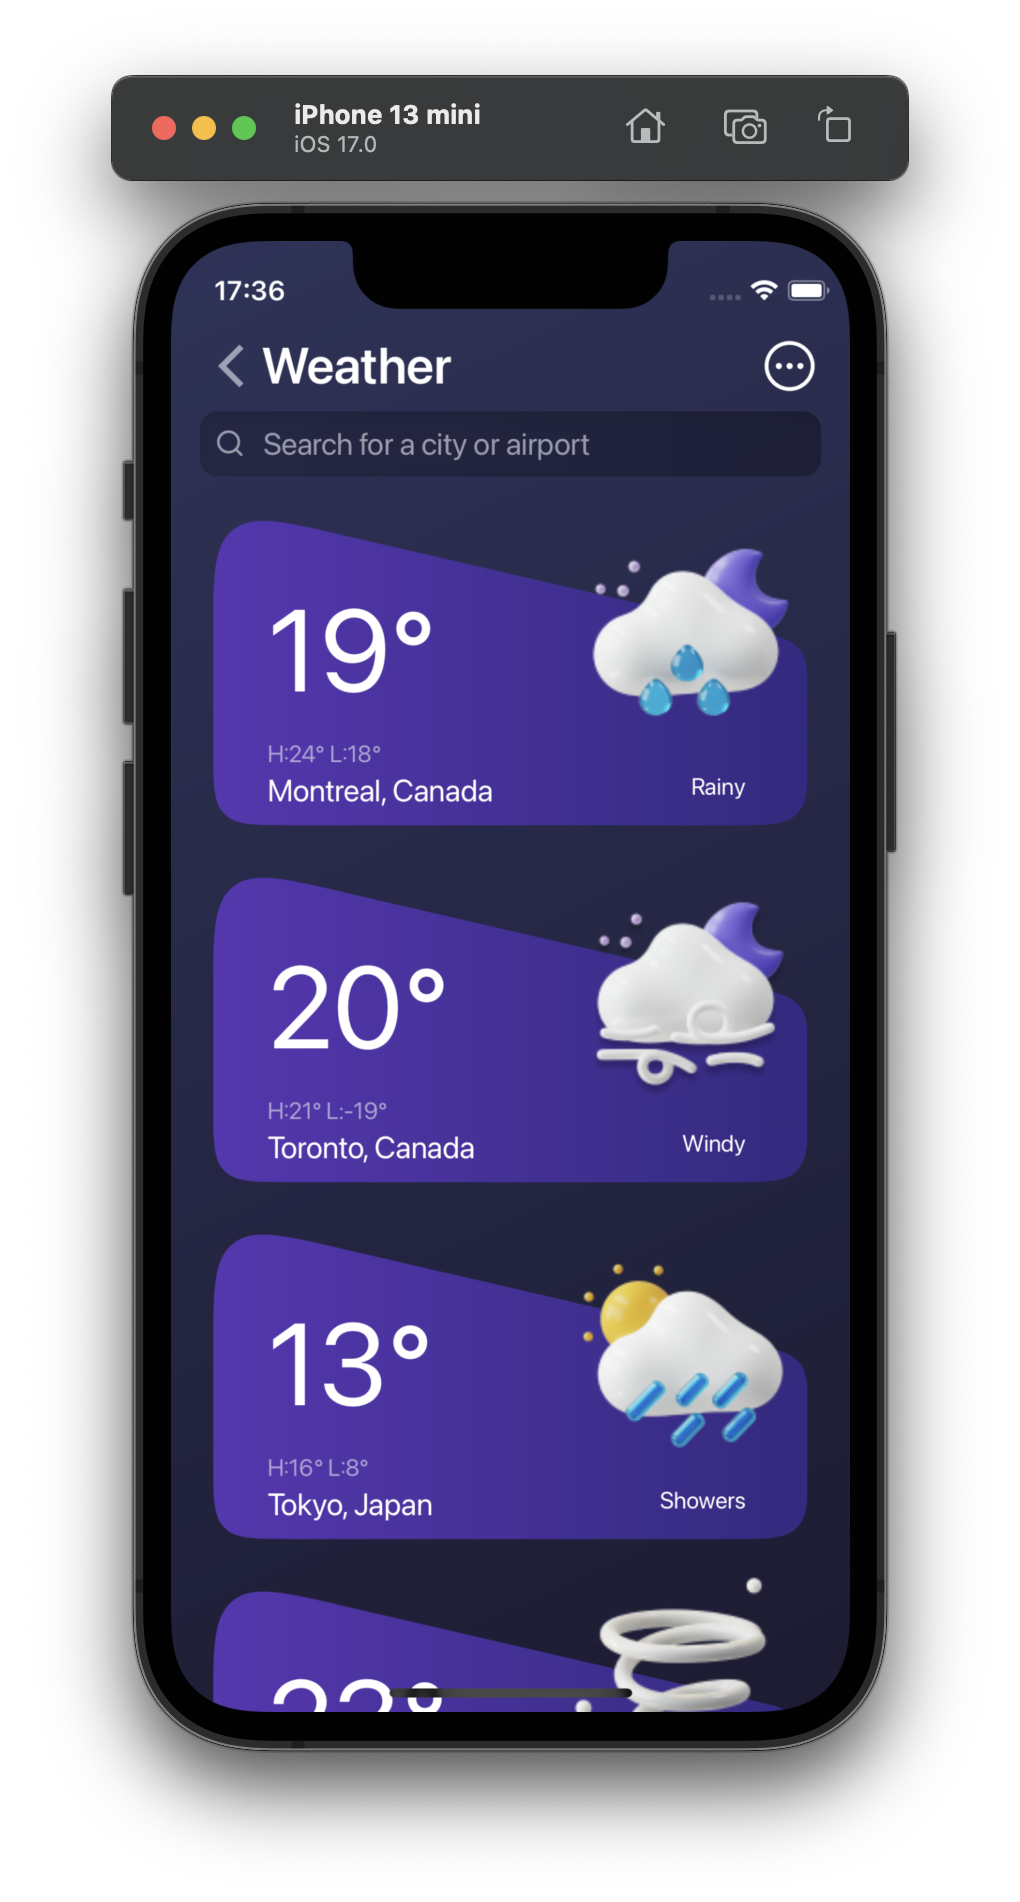 iPhone 13 mini
iOS 17.0
17:36
Weather
Search for a city or airport
19°
H:24° L:18°
Montreal, Canada
Rainy
20°
H:21° L:-19°
Toronto, Canada
Windy
13°
H:16° L:8°
Tokyo, Japan
Showers